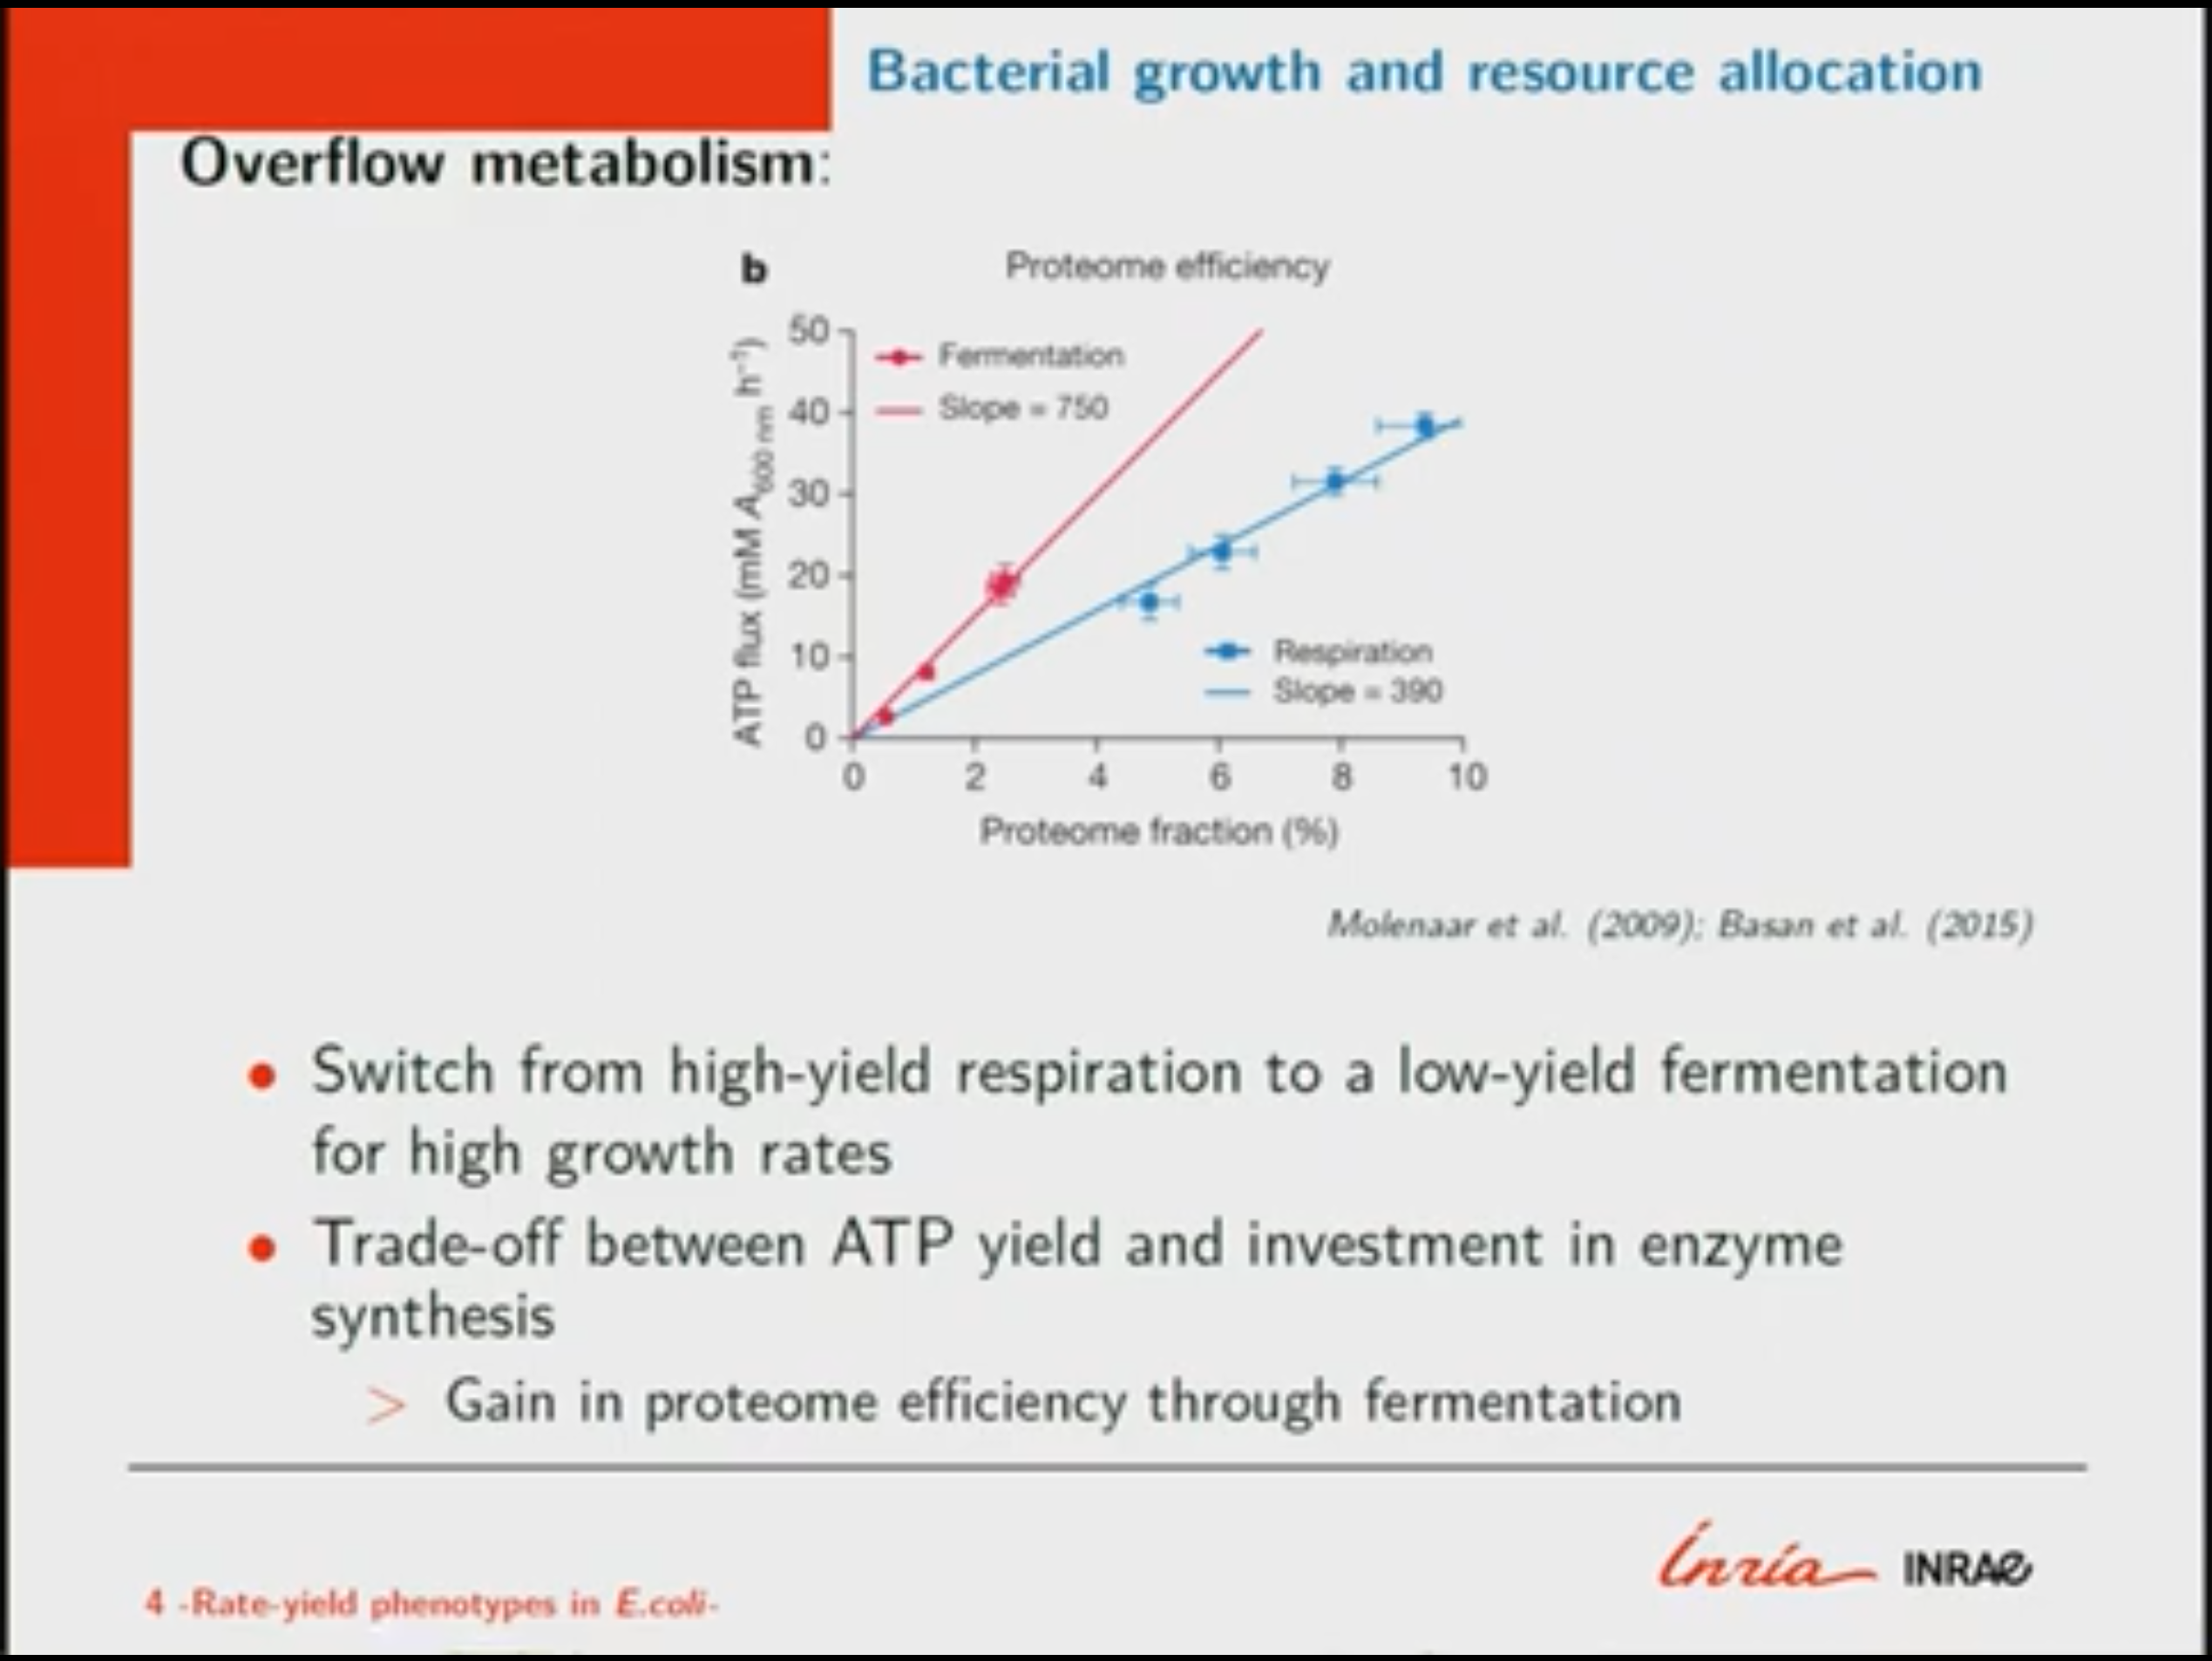 Bacterial growth and resource allocation
Overflow metabolism:
b
Proteome efficiency
50
40
30
20
10
0
ATP flux (mM A600 nm h⁻¹)
Fermentation
Slope = 750
Respiration
Slope = 390
0 2 4 6 8 10
Proteome fraction (%)
Molenaar et al. (2009); Basan et al. (2015)
• Switch from high-yield respiration to a low-yield fermentation
for high growth rates
• Trade-off between ATP yield and investment in enzyme
synthesis
> Gain in proteome efficiency through fermentation
Inria INRAE
4 -Rate-yield phenotypes in E.coli-